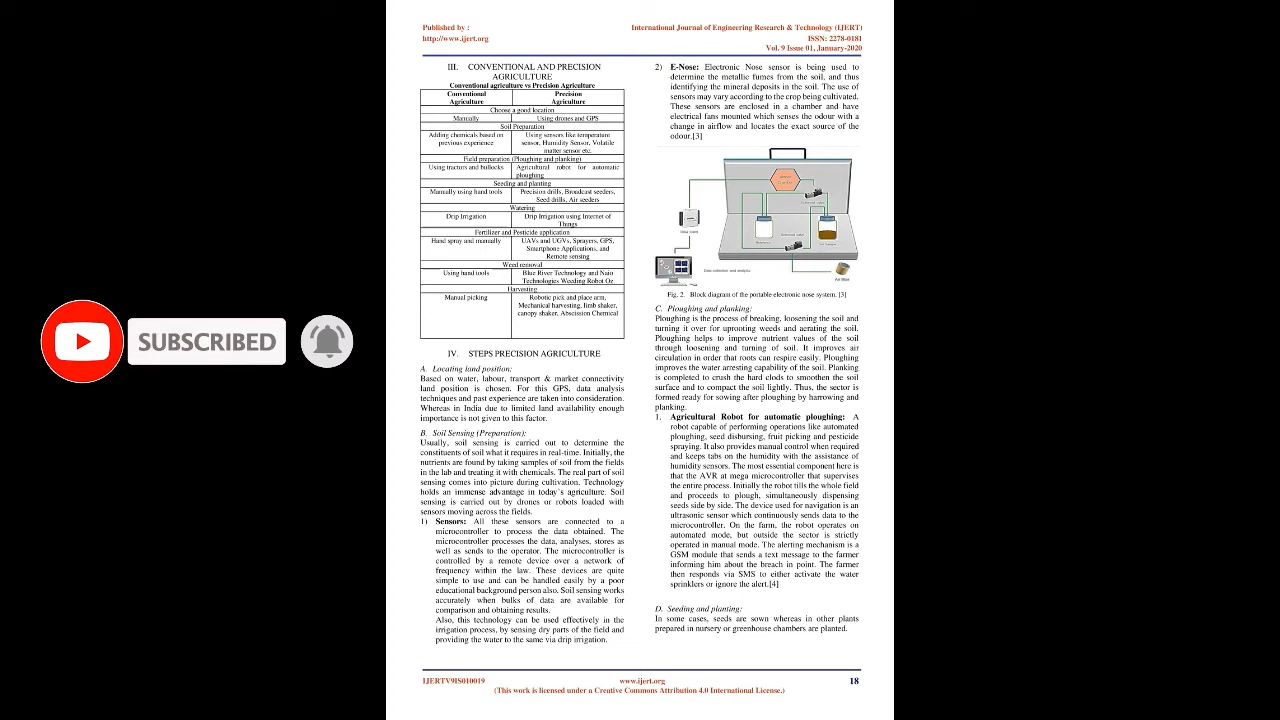 Published by :
International Journal of Engineering Research & Technology (IJERT)
http://www.ijert.org
ISSN: 2278-0181
Vol. 9 Issue 01, January-2020
III. CONVENTIONAL AND PRECISION
AGRICULTURE
Conventional agriculture vs Precision Agriculture
Conventional Agriculture Precision Agriculture
Choose a good location
Manually Using drones and GPS
Soil Preparation
Adding chemicals based on Using sensors like temperature
previous experience sensor, Humidity Sensor, Volatile
matter sensor etc.
Field preparation (Ploughing and planking)
Using tractors and bullocks Agricultural robot for automatic
ploughing
Seeding and planting
Manually using hand tools Precision drills, Broadcast seeders,
Seed drills, Air seeders
Watering
Drip Irrigation Drip Irrigation using Internet of
Things
Fertilizer and Pesticide application
Hand spray and manually UAVs and UGVs, Sprayers, GPS,
Smartphone Applications, and
Remote sensing
Weed removal
Using hand tools Blue River Technology and Naio
Technologies Weeding Robot Oz
Harvesting
Manual picking Robotic pick and place arm,
Mechanical harvesting, limb shaker,
canopy shaker, Abscission Chemical
IV. STEPS PRECISION AGRICULTURE
A. Locating land position:
Based on water, labour, transport & market connectivity
land position is chosen. For this GPS, data analysis
techniques and past experience are taken into consideration.
Whereas in India due to limited land availability enough
importance is not given to this factor.
B. Soil Sensing (Preparation):
Usually, soil sensing is carried out to determine the
constituents of soil what it requires in real-time. Initially, the
nutrients are found by taking samples of soil from the fields
in the lab and treating it with chemicals. The real part of soil
sensing comes into picture during cultivation. Technology
holds an immense advantage in today's agriculture. Soil
sensing is carried out by drones or robots loaded with
sensors moving across the fields.
1) Sensors: All these sensors are connected to a
microcontroller to process the data obtained. The
microcontroller processes the data, analyses, stores as
well as sends to the operator. The microcontroller is
controlled by a remote device over a network of
frequency within the law. These devices are quite
simple to use and can be handled easily by a poor
educational background person also. Soil sensing works
accurately when bulks of data are available for
comparison and obtaining results.
Also, this technology can be used effectively in the
irrigation process, by sensing dry parts of the field and
providing the water to the same via drip irrigation.
2) E-Nose: Electronic Nose sensor is being used to
determine the metallic fumes from the soil, and thus
identifying the mineral deposits in the soil. The use of
sensors may vary according to the crop being cultivated.
These sensors are enclosed in a chamber and have
electrical fans mounted which senses the odour with a
change in airflow and locates the exact source of the
odour.[3]
Data collection and analysis
Air filter
Fig. 2. Block diagram of the portable electronic nose system. [3]
C. Ploughing and planking:
Ploughing is the process of breaking, loosening the soil and
turning it over for uprooting weeds and aerating the soil.
Ploughing helps to improve nutrient values of the soil
through loosening and turning of soil. It improves air
circulation in order that roots can respire easily. Ploughing
improves the water arresting capability of the soil. Planking
is completed to crush the hard clods to smoothen the soil
surface and to compact the soil lightly. Thus, the sector is
formed ready for sowing after ploughing by harrowing and
planking.
1. Agricultural Robot for automatic ploughing: A
robot capable of performing operations like automated
ploughing, seed disbursing, fruit picking and pesticide
spraying. It also provides manual control when required
and keeps tabs on the humidity with the assistance of
humidity sensors. The most essential component here is
that the AVR at mega microcontroller that supervises
the entire process. Initially the robot tills the whole field
and proceeds to plough, simultaneously dispensing
seeds side by side. The device used for navigation is an
ultrasonic sensor which continuously sends data to the
microcontroller. On the farm, the robot operates on
automated mode, but outside the sector is strictly
operated in manual mode. The alerting mechanism is a
GSM module that sends a text message to the farmer
informing him about the breach in point. The farmer
then responds via SMS to either activate the water
sprinklers or ignore the alert.[4]
D. Seeding and planting:
In some cases, seeds are sown whereas in other plants
prepared in nursery or greenhouse chambers are planted.
SUBSCRIBED
IJERTV9IS010019
www.ijert.org
18
(This work is licensed under a Creative Commons Attribution 4.0 International License.)